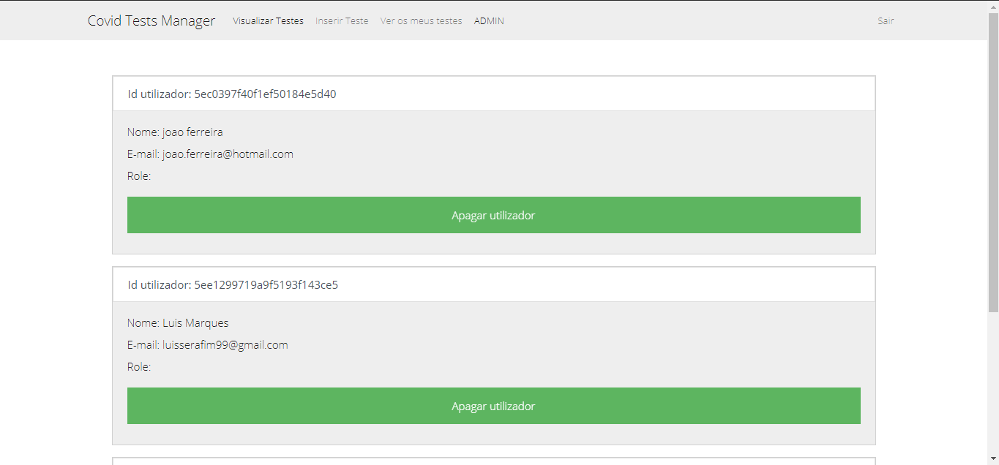 Covid Tests Manager Visualizar Testes Inserir Teste Ver os meus testes ADMIN Sair
Id utilizador: 5ec0397f40f1ef50184e5d40
Nome: joao ferreira
E-mail: joao.ferreira@hotmail.com
Role:
Apagar utilizador
Id utilizador: 5ee1299719a9f5193f143ce5
Nome: Luis Marques
E-mail: luisserafim99@gmail.com
Role:
Apagar utilizador